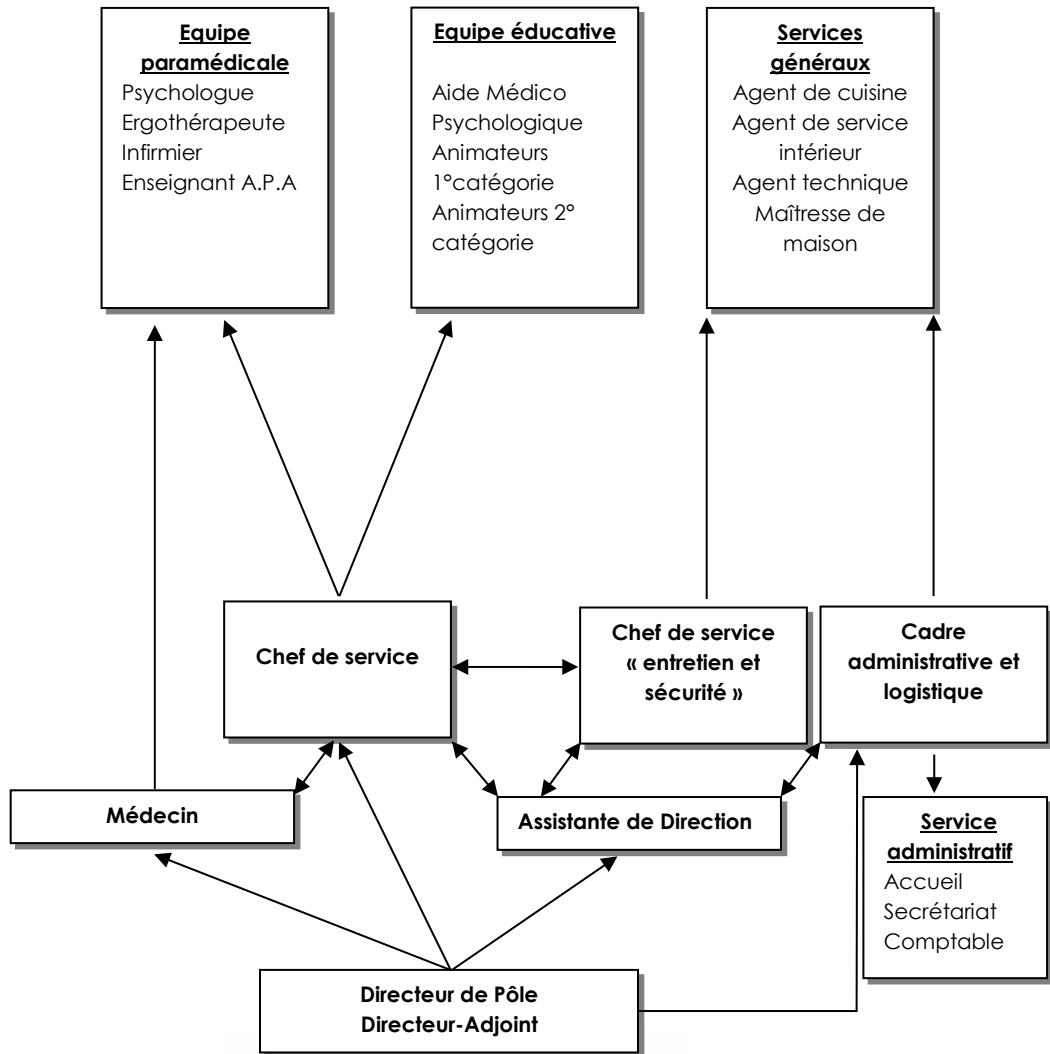 Equipe
paramédicale
Psychologue
Ergothérapeute
Infirmier
Enseignant A.P.A
Equipe éducative
Aide Médico
Psychologique
Animateurs
1°catégorie
Animateurs 2°
catégorie
Services
généraux
Agent de cuisine
Agent de service
intérieur
Agent technique
Maîtresse de
maison
Chef de service
Chef de service
« entretien et
sécurité »
Cadre
administrative et
logistique
Médecin
Assistante de Direction
Service
administratif
Accueil
Secrétariat
Comptable
Directeur de Pôle
Directeur-Adjoint